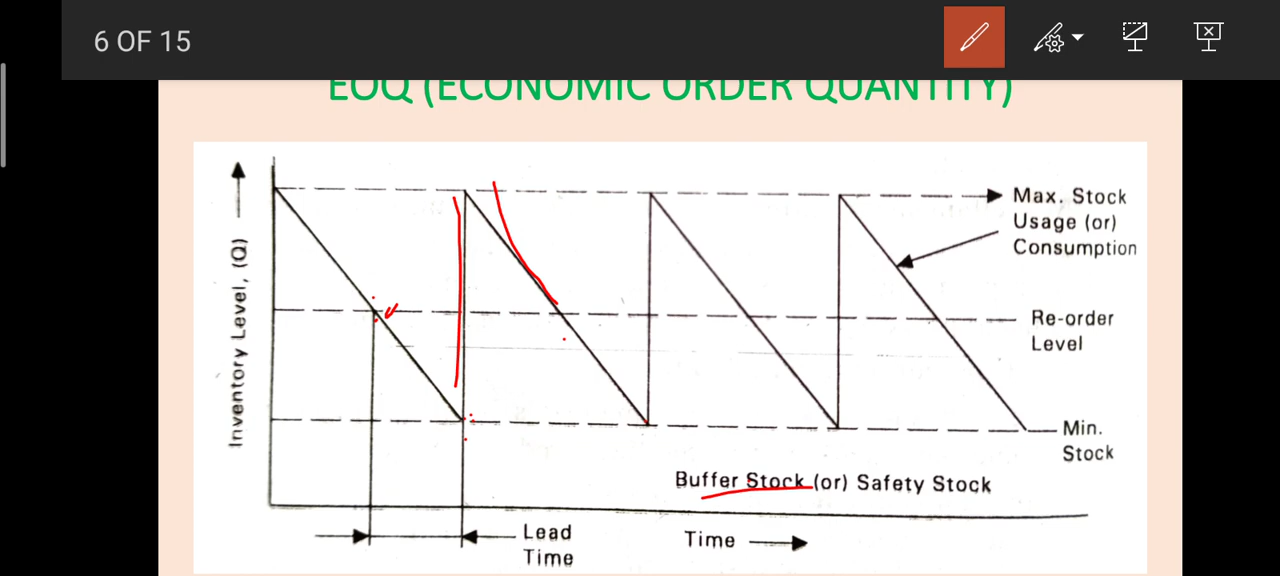 6 OF 15
EOQ (ECONOMIC ORDER QUANTITY)
Inventory Level, (Q)
Max. Stock
Usage (or)
Consumption
Re-order
Level
Min.
Stock
Buffer Stock (or) Safety Stock
Lead
Time
Time